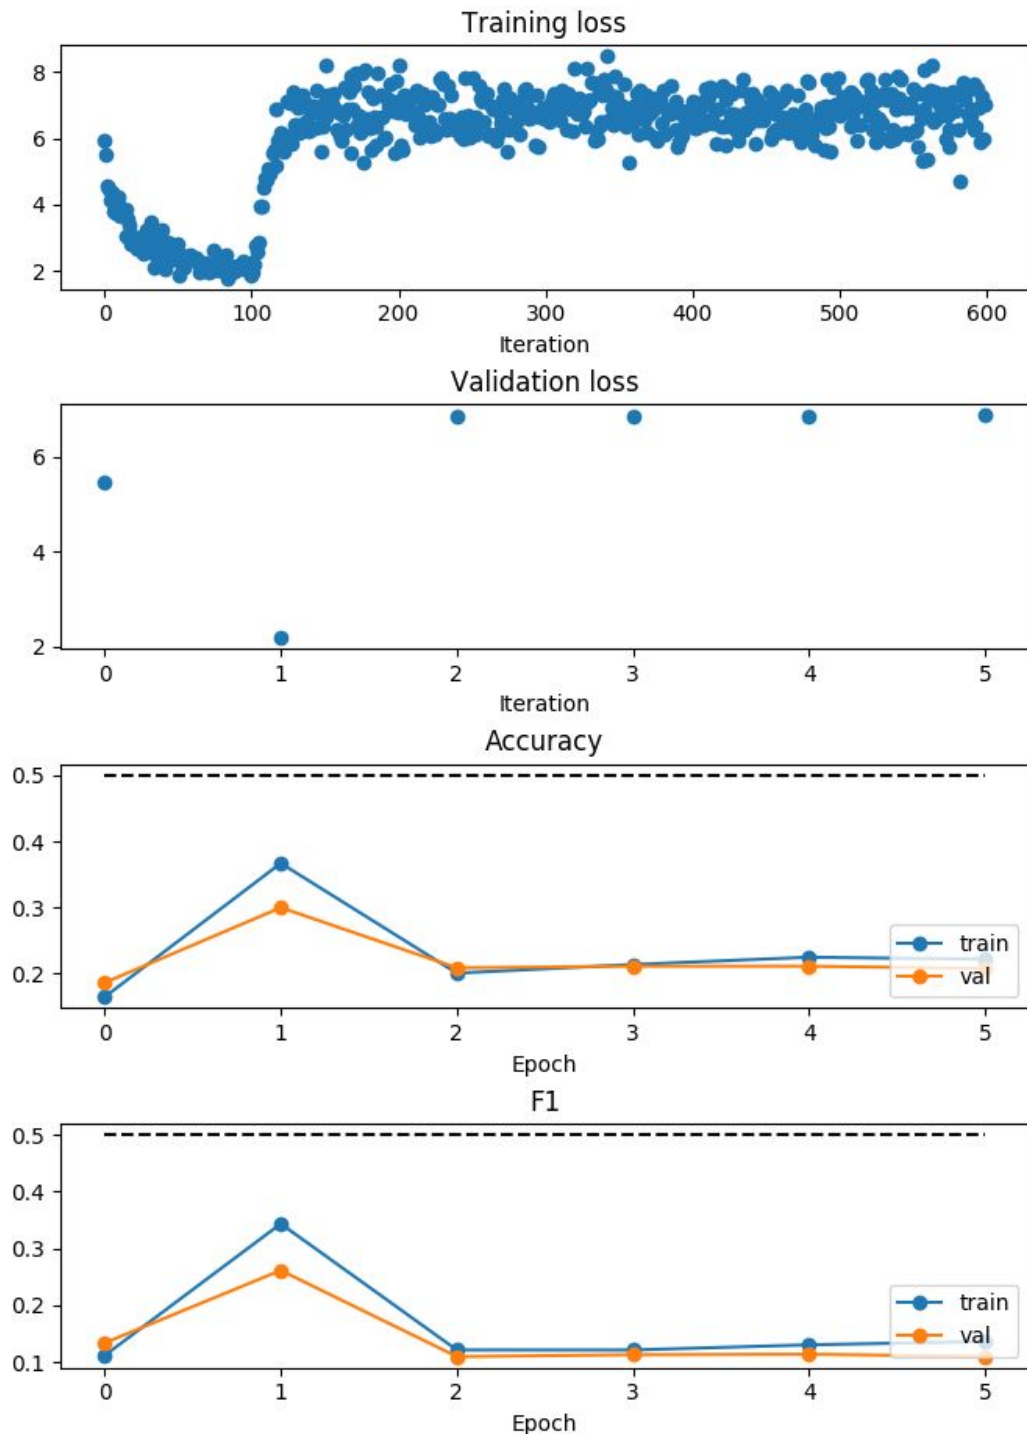 Training loss
8
6
4
2
0 100 200 300 400 500 600
Iteration
Validation loss
6
4
2
0 1 2 3 4 5
Iteration
Accuracy
0.5
0.4
0.3
0.2
train
val
0 1 2 3 4 5
Epoch
F1
0.5
0.4
0.3
0.2
0.1
train
val
0 1 2 3 4 5
Epoch